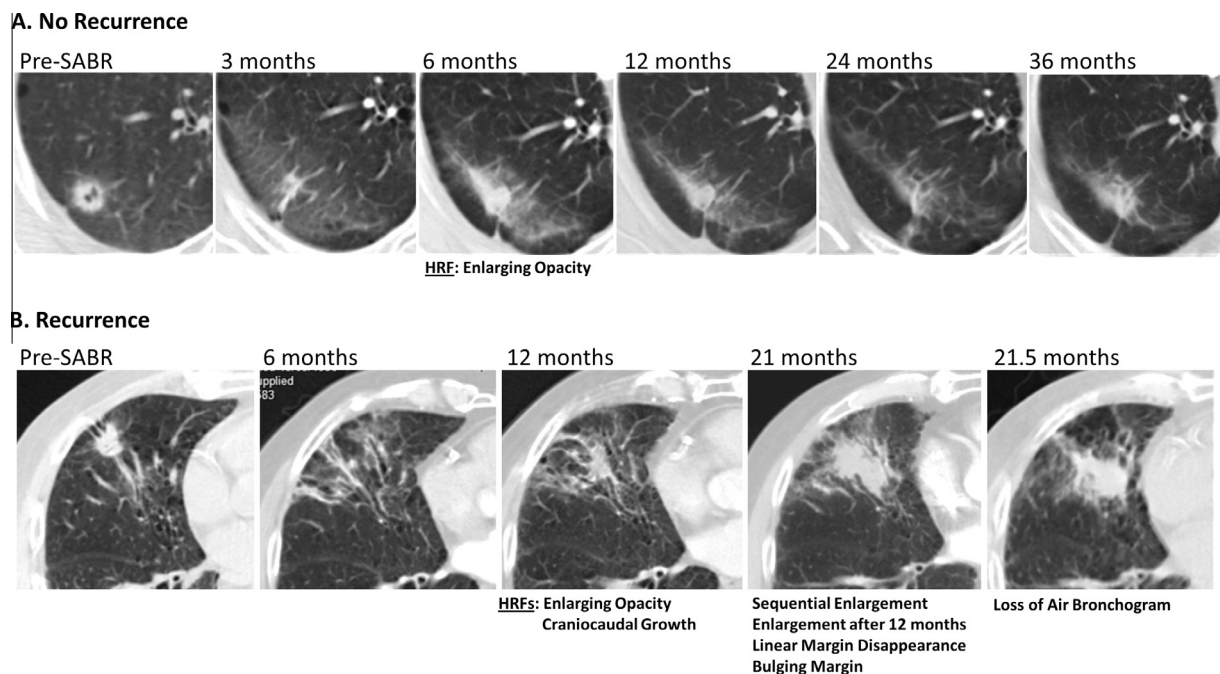 A. No Recurrence
Pre-SABR 3 months 6 months 12 months 24 months 36 months
HRF: Enlarging Opacity
B. Recurrence
Pre-SABR 6 months 12 months 21 months 21.5 months
upplied
583
HRFs: Enlarging Opacity
Craniocaudal Growth
Sequential Enlargement
Enlargement after 12 months
Linear Margin Disappearance
Bulging Margin
Loss of Air Bronchogram